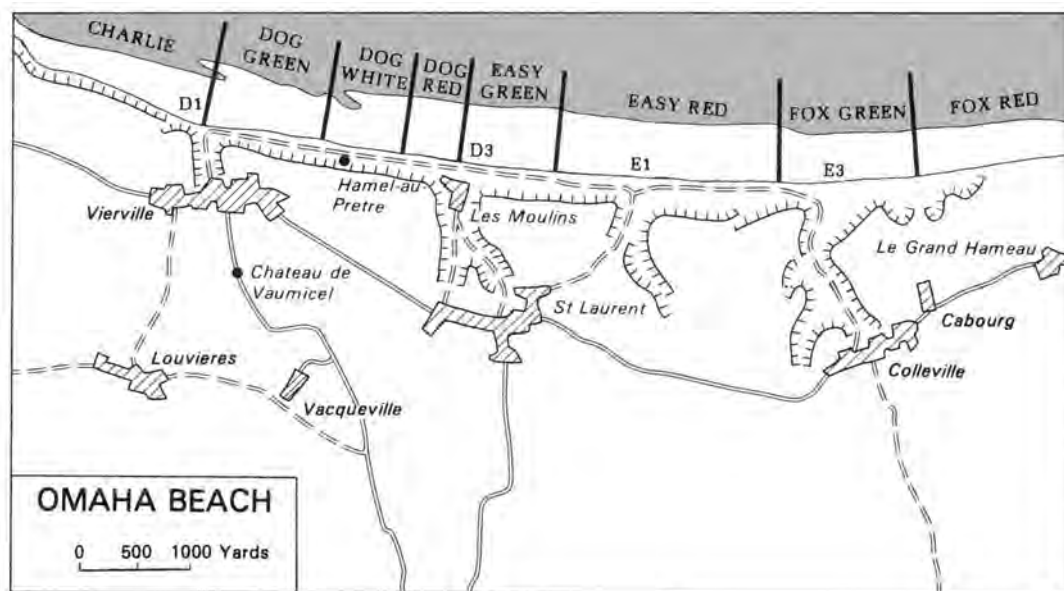 CHARLIE
DOG
GREEN
DOG
WHITE
DOG
RED
EASY
GREEN
EASY RED
FOX GREEN
FOX RED
D1
D3
E1
E3
Hamel-au
Pretre
Vierville
Les Moulins
Le Grand Hameau
Chateau de
Vaumicel
St Laurent
Cabourg
Louvieres
Colleville
Vacqueville
OMAHA BEACH
0 500 1000 Yards